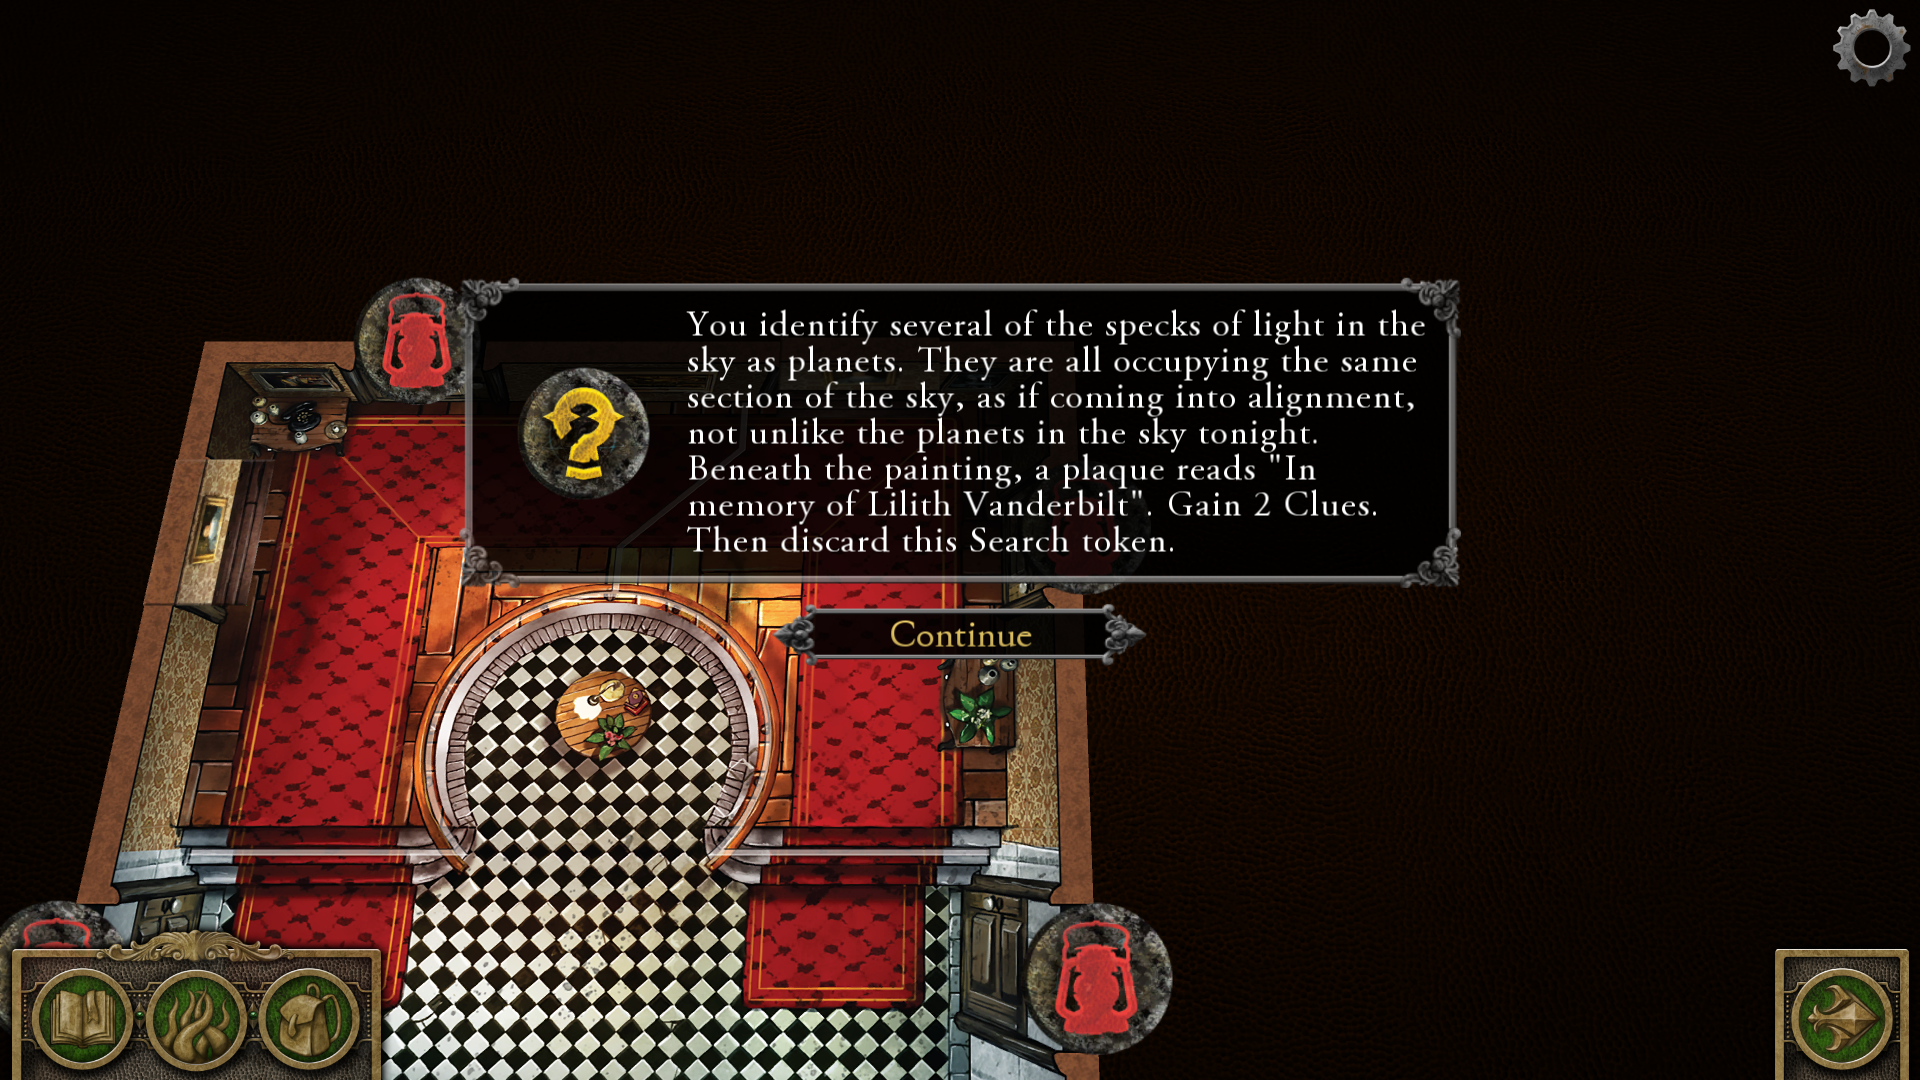 You identify several of the specks of light in the
sky as planets. They are all occupying the same
section of the sky, as if coming into alignment,
not unlike the planets in the sky tonight.
Beneath the painting, a plaque reads "In
memory of Lilith Vanderbilt". Gain 2 Clues.
Then discard this Search token.
Continue